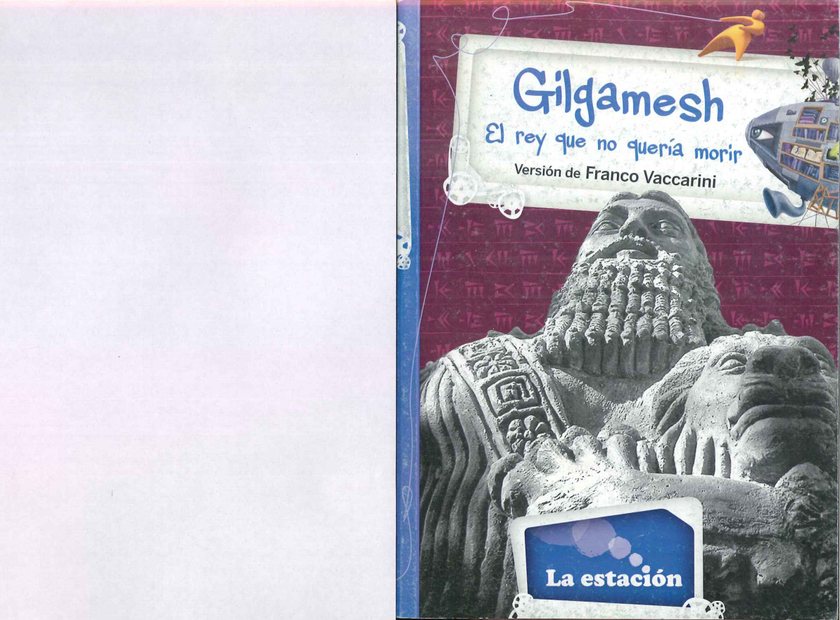 Gilgamesh
El rey que no quería morir
Versión de Franco Vaccarini
La estación